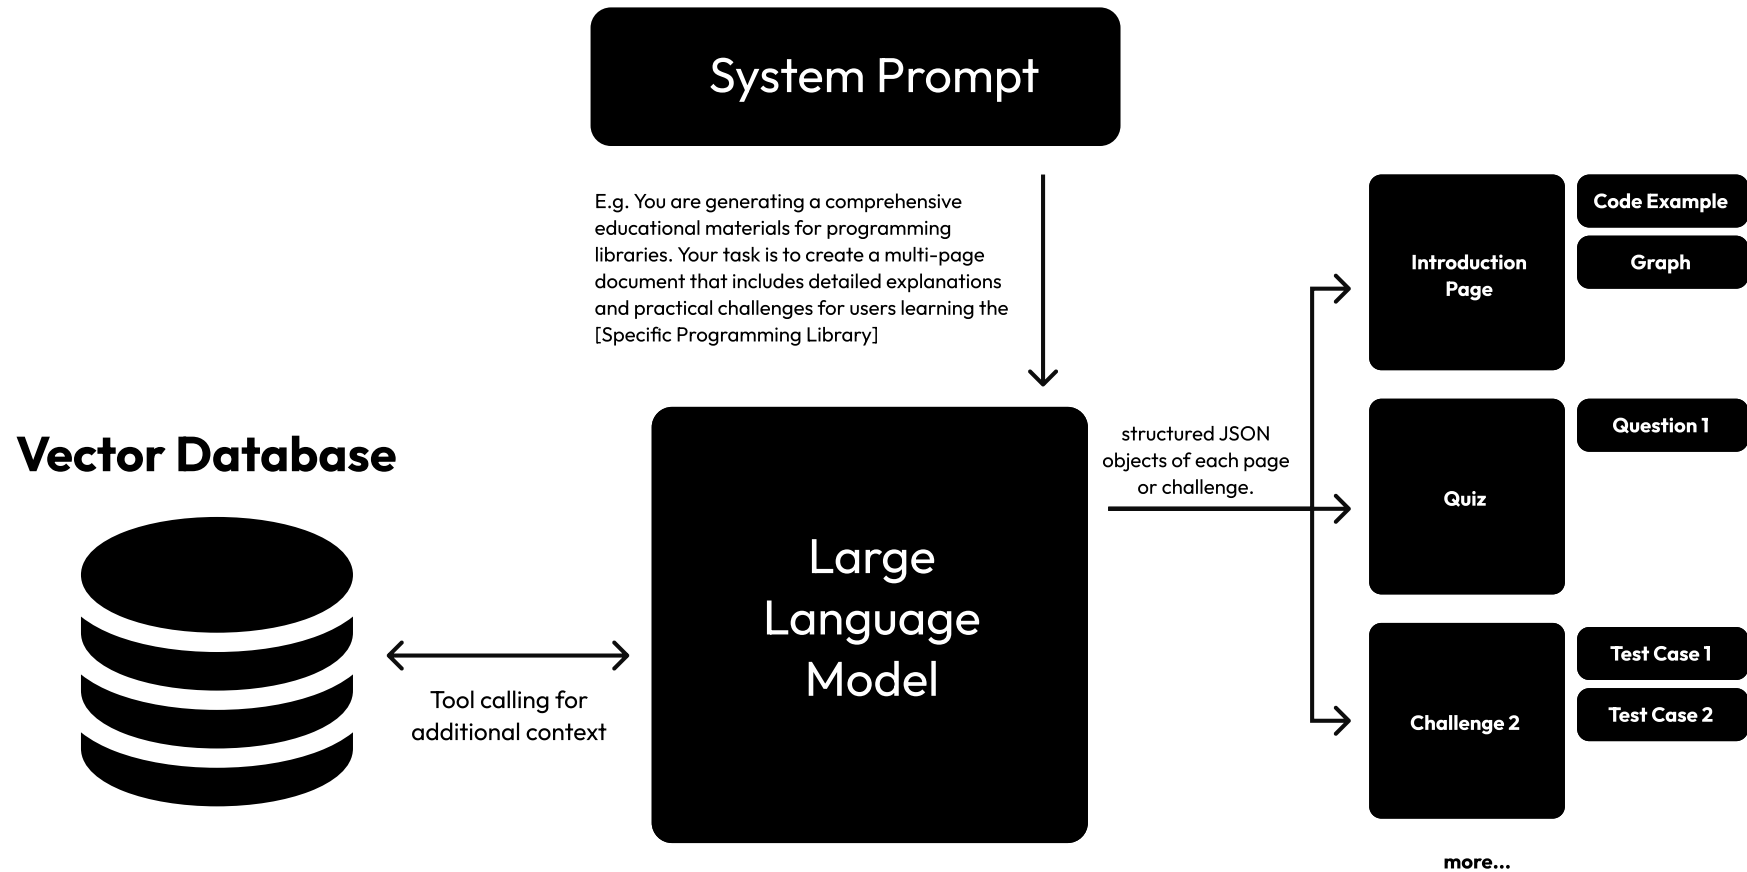 System Prompt
E.g. You are generating a comprehensive
educational materials for programming
libraries. Your task is to create a multi-page
document that includes detailed explanations
and practical challenges for users learning the
[Specific Programming Library]
Vector Database
Tool calling for
additional context
Large
Language
Model
structured JSON
objects of each page
or challenge.
Introduction
Page
Code Example
Graph
Quiz
Question 1
Challenge 2
Test Case 1
Test Case 2
more...